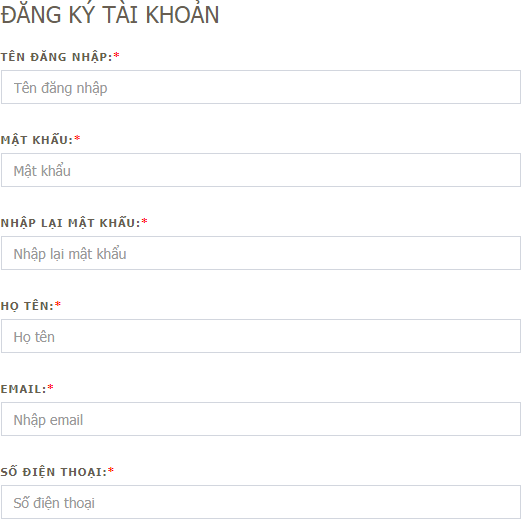 ĐĂNG KÝ TÀI KHOẢN
TÊN ĐĂNG NHẬP:*
Tên đăng nhập
MẬT KHẨU:*
Mật khẩu
NHẬP LẠI MẬT KHẨU:*
Nhập lại mật khẩu
HỌ TÊN:*
Họ tên
EMAIL:*
Nhập email
SỐ ĐIỆN THOẠI:*
Số điện thoại